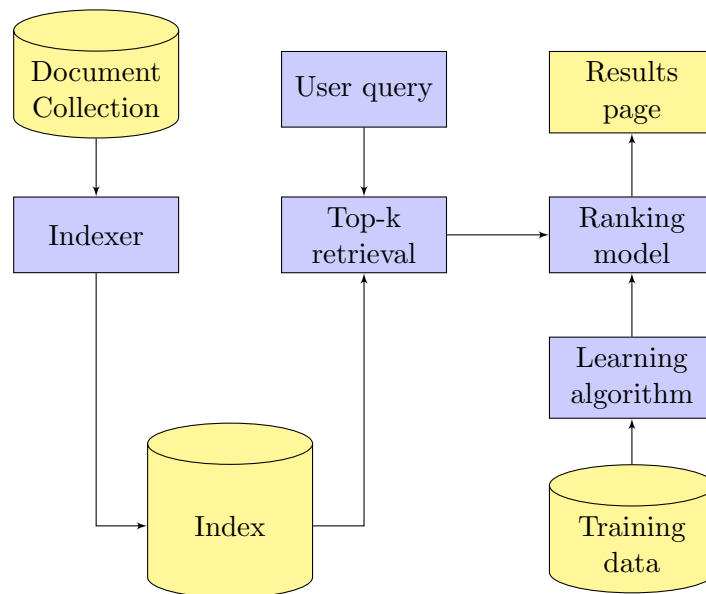 Document
Collection
User query
Results
page
Indexer
Top-k
retrieval
Ranking
model
Learning
algorithm
Index
Training
data